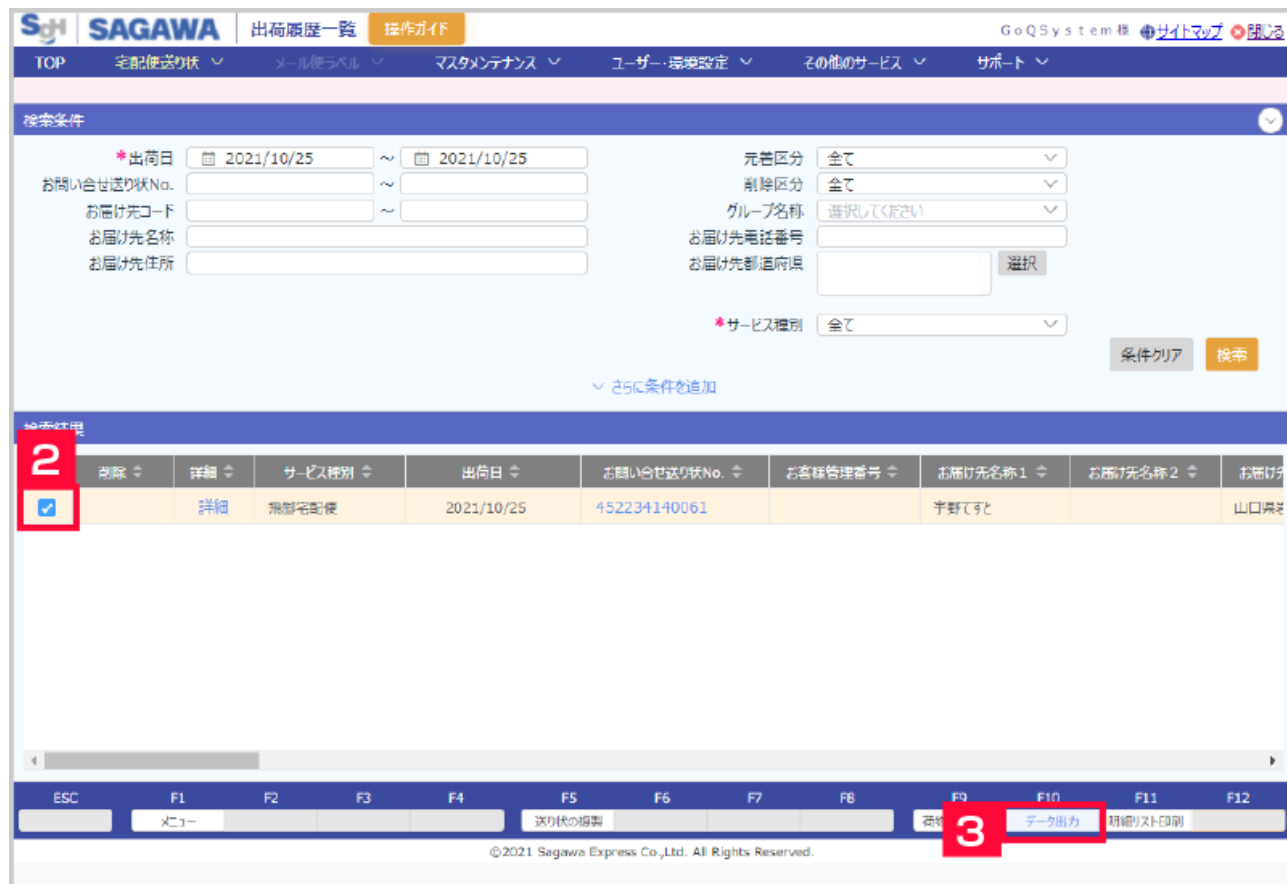 SGH SAGAWA 出荷履歴一覧 操作ガイド GoQSystem様 サイトマップ 閉じる
TOP 宅配便送り状 メール便ラベル マスタメンテナンス ユーザー・環境設定 その他のサービス サポート
検索条件
*出荷日 2021/10/25 ~ 2021/10/25 元着区分 全て
お問い合せ送り状No. ~ 削除区分 全て
お届け先コード ~ グループ名称 選択してください
お届け先名称 お届け先電話番号
お届け先住所 お届け先都道府県 選択
*サービス種別 全て
条件クリア 検索
さらに条件を追加
検索結果
2 削除 詳細 サービス種別 出荷日 お問い合せ送り状No. お客様管理番号 お届け先名称1 お届け先名称2 お届け先
詳細 飛脚宅配便 2021/10/25 452234140061 宇野てすと 山口県
ESC F1 F2 F3 F4 F5 F6 F7 F8 F9 F10 F11 F12
メニュー 送り状の複製 荷物 3 データ出力 明細リスト印刷
©2021 Sagawa Express Co.,Ltd. All Rights Reserved.